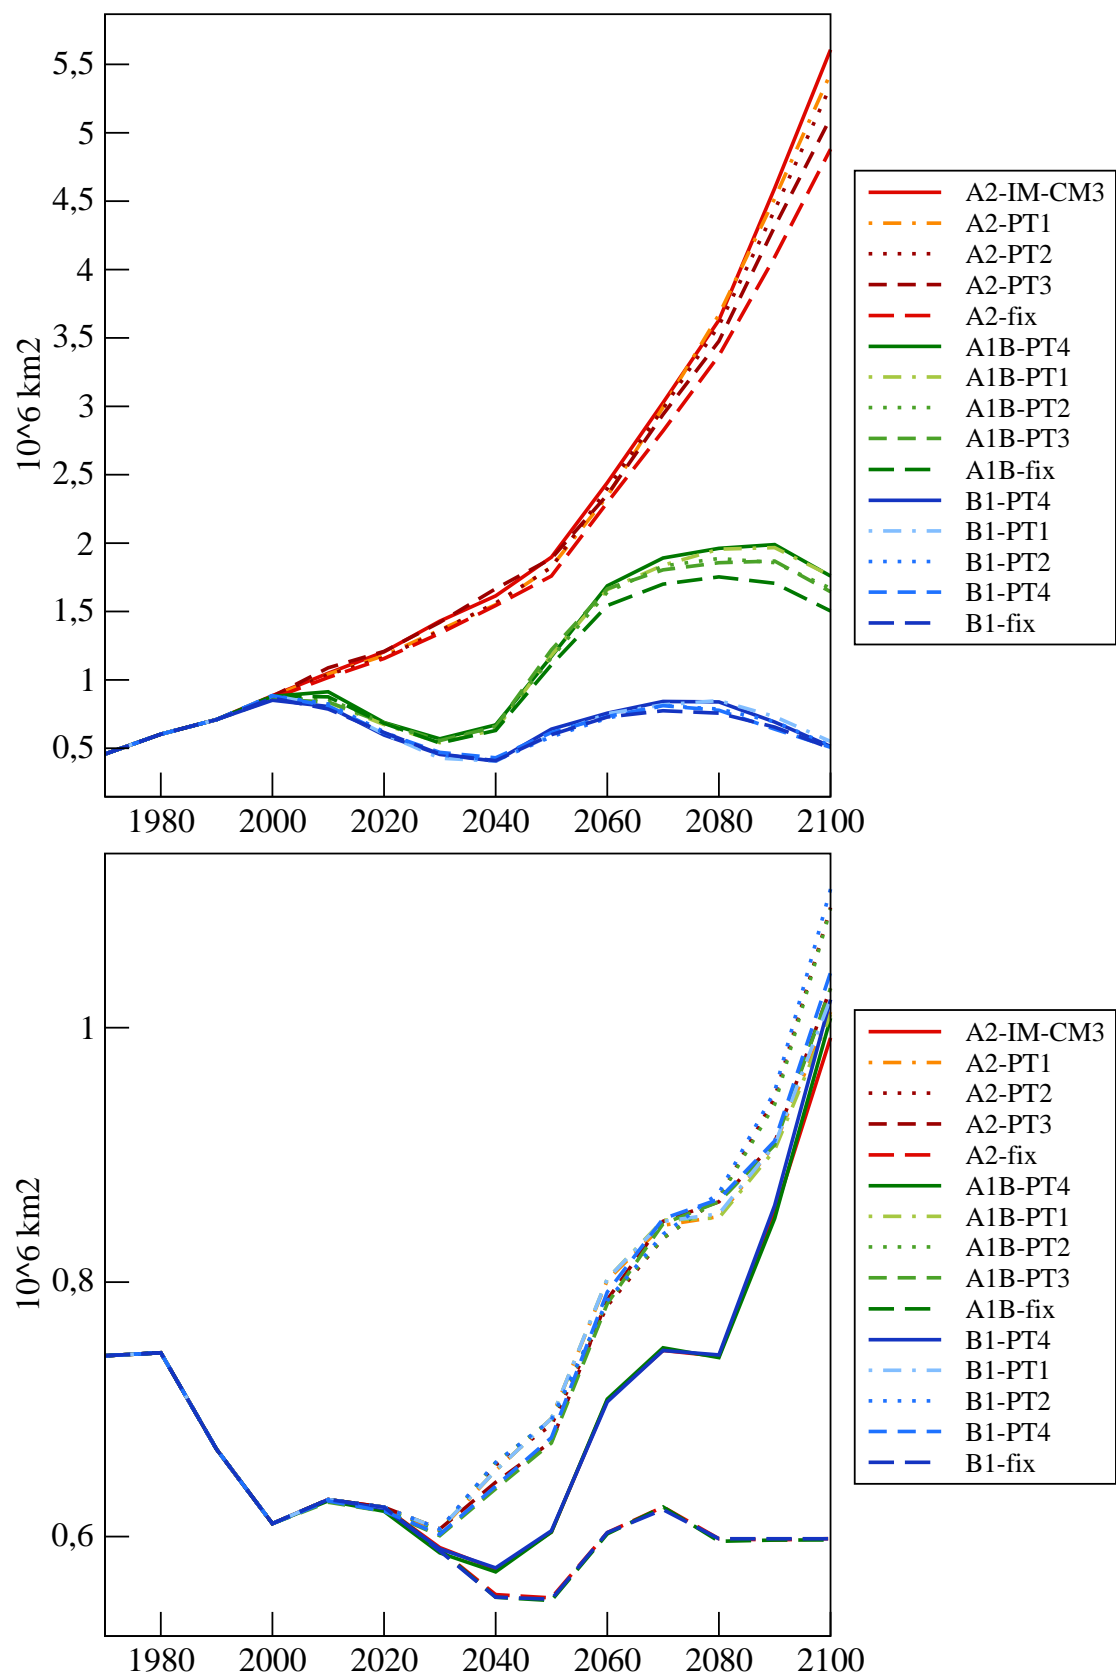 5,5
5
4,5
4
3,5
3
2,5
2
1,5
1
0,5
10^6 km2
1980 2000 2020 2040 2060 2080 2100
A2-IM-CM3
A2-PT1
A2-PT2
A2-PT3
A2-fix
A1B-PT4
A1B-PT1
A1B-PT2
A1B-PT3
A1B-fix
B1-PT4
B1-PT1
B1-PT2
B1-PT4
B1-fix
1
0,8
0,6
10^6 km2
1980 2000 2020 2040 2060 2080 2100
A2-IM-CM3
A2-PT1
A2-PT2
A2-PT3
A2-fix
A1B-PT4
A1B-PT1
A1B-PT2
A1B-PT3
A1B-fix
B1-PT4
B1-PT1
B1-PT2
B1-PT4
B1-fix